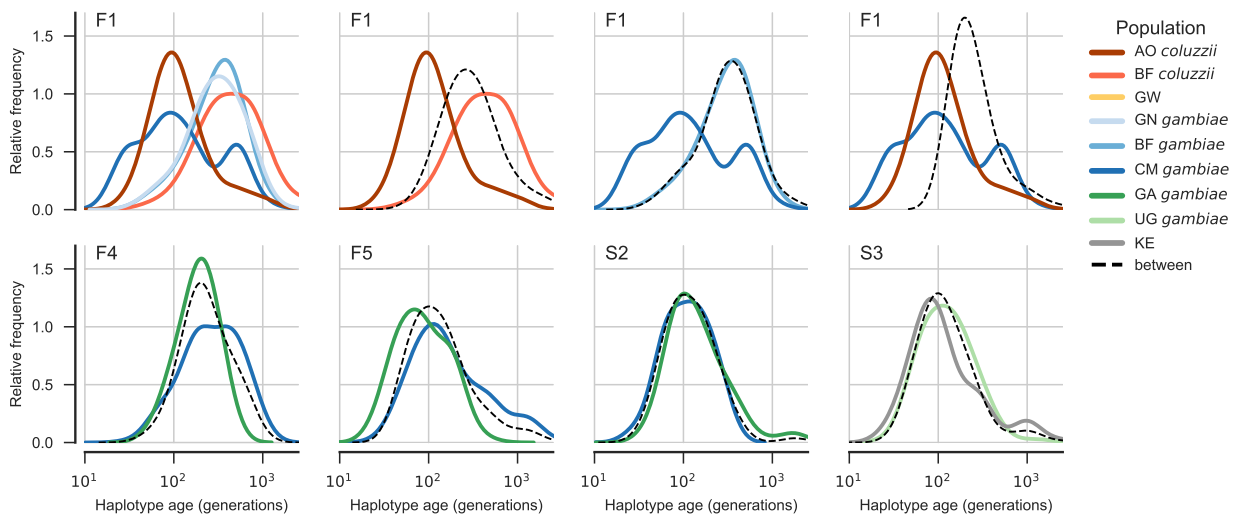 F1 F1 F1 F1
Relative frequency
1.5
1.0
0.5
0.0
Population
AO coluzzii
BF coluzzii
GW
GN gambiae
BF gambiae
CM gambiae
GA gambiae
UG gambiae
KE
between
F4 F5 S2 S3
Relative frequency
1.5
1.0
0.5
0.0
10¹ 10² 10³ 10¹ 10² 10³ 10¹ 10² 10³ 10¹ 10² 10³
Haplotype age (generations) Haplotype age (generations) Haplotype age (generations) Haplotype age (generations)